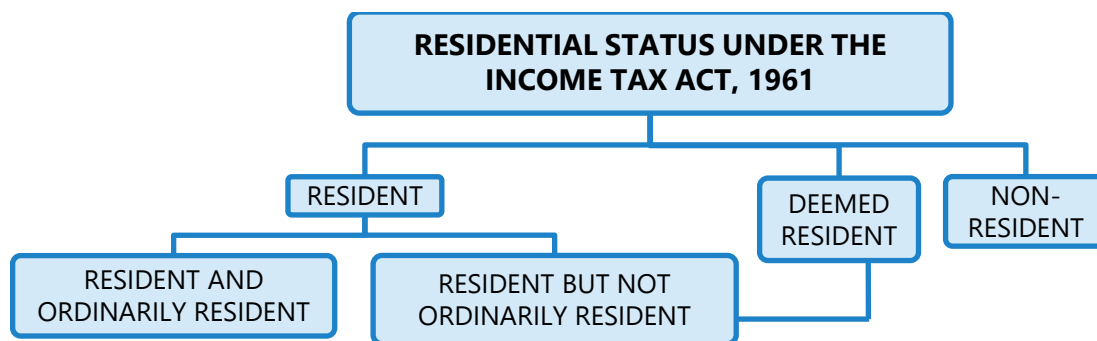 RESIDENTIAL STATUS UNDER THE
INCOME TAX ACT, 1961
RESIDENT
DEEMED
RESIDENT
NON-
RESIDENT
RESIDENT AND
ORDINARILY RESIDENT
RESIDENT BUT NOT
ORDINARILY RESIDENT